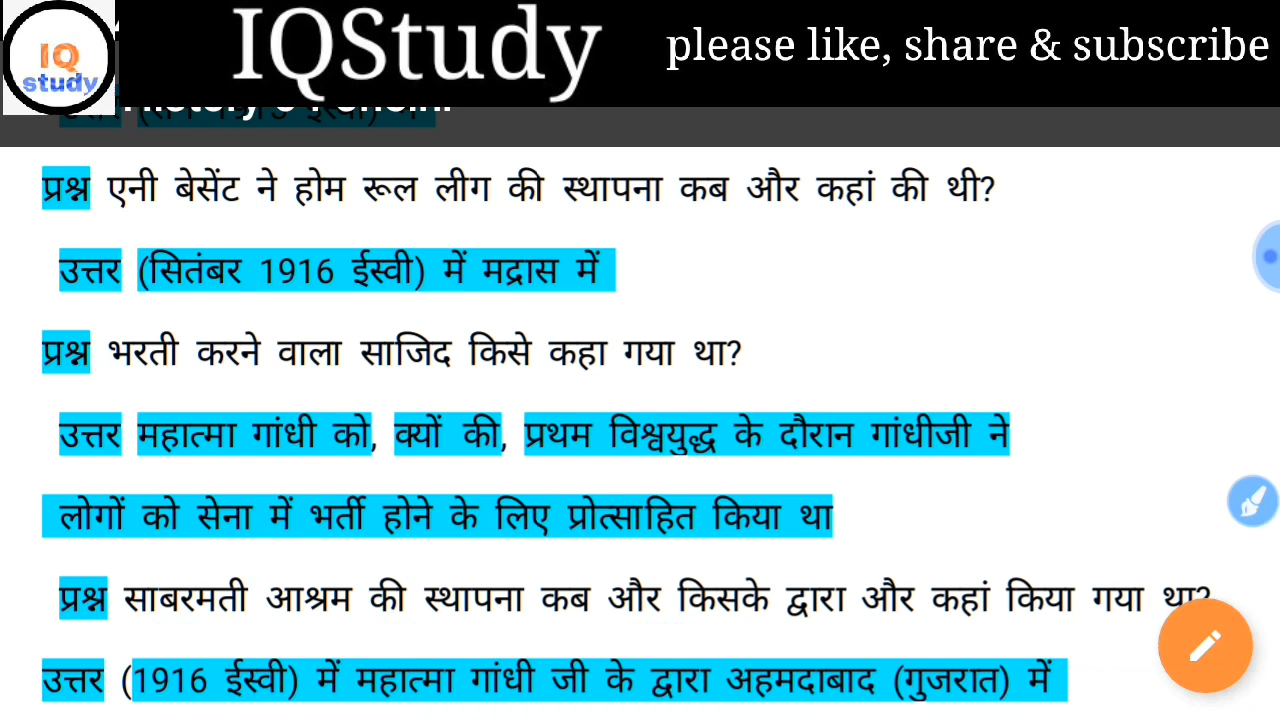 IQ study
IQStudy
please like, share & subscribe
प्रश्न एनी बेसेंट ने होम रूल लीग की स्थापना कब और कहां की थी?
उत्तर (सितंबर 1916 ईस्वी) में मद्रास में
प्रश्न भरती करने वाला साजिद किसे कहा गया था?
उत्तर महात्मा गांधी को, क्यों की, प्रथम विश्वयुद्ध के दौरान गांधीजी ने
लोगों को सेना में भर्ती होने के लिए प्रोत्साहित किया था
प्रश्न साबरमती आश्रम की स्थापना कब और किसके द्वारा और कहां किया गया था?
उत्तर (1916 ईस्वी) में महात्मा गांधी जी के द्वारा अहमदाबाद (गुजरात) में